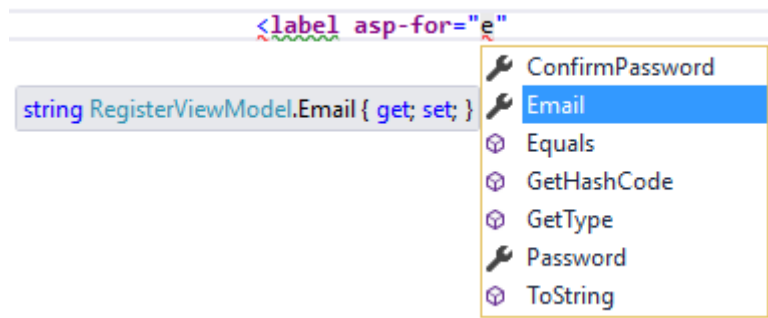 <label asp-for="e"
ConfirmPassword
string RegisterViewModel.Email { get; set; }
Email
Equals
GetHashCode
GetType
Password
ToString